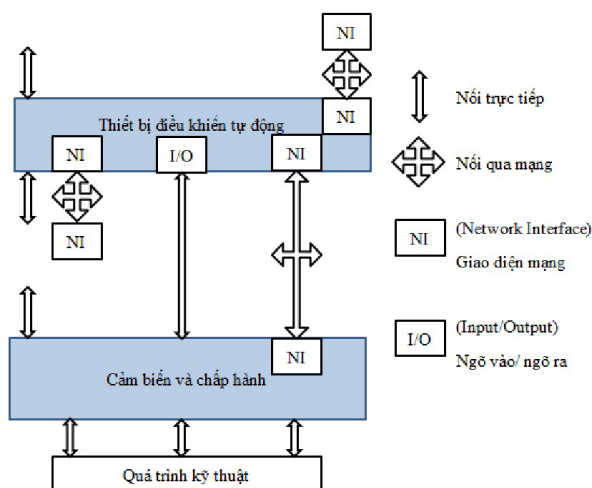 NI
NI
Thiết bị điều khiển tự động
NI
I/O
NI
NI
NI
Cảm biến và chấp hành
Quá trình kỹ thuật
Nối trực tiếp
Nối qua mạng
NI
(Network Interface)
Giao diện mạng
I/O
(Input/Output)
Ngõ vào/ ngõ ra